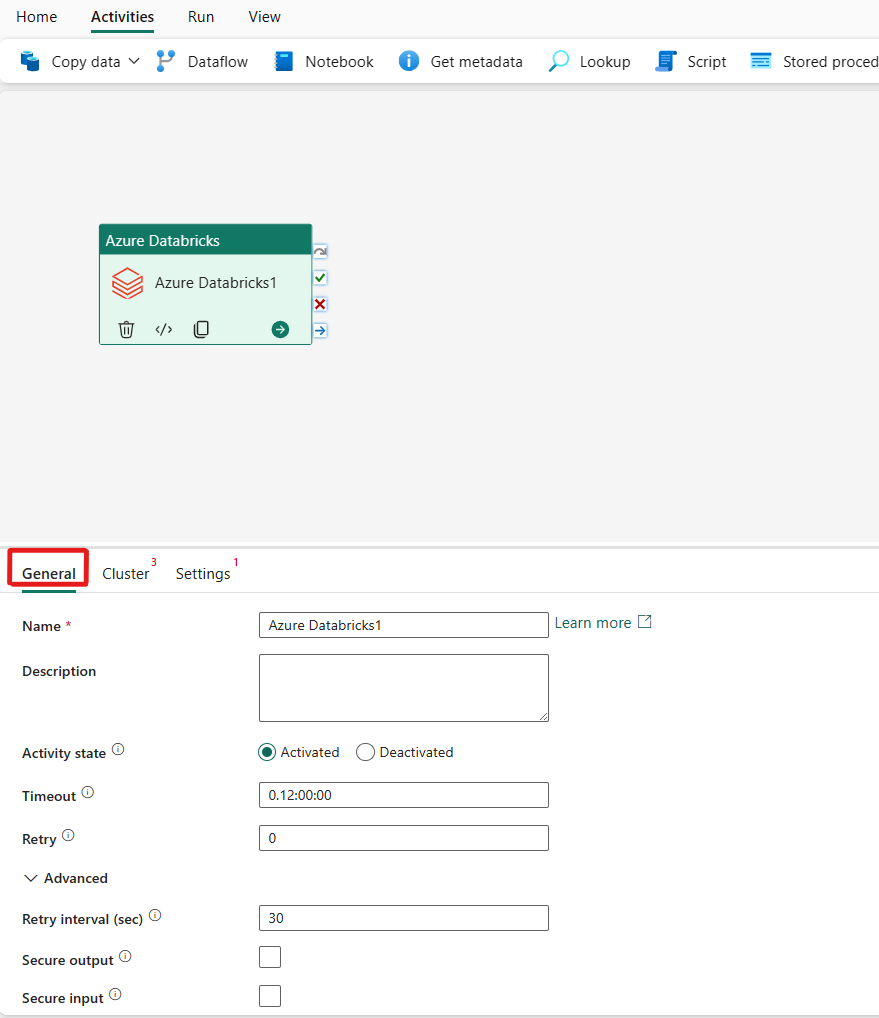 Home Activities Run View
Copy data Dataflow Notebook Get metadata Lookup Script Stored proced
Azure Databricks
Azure Databricks1
General Cluster 3 Settings 1
Name * Azure Databricks1 Learn more
Description
Activity state Activated Deactivated
Timeout 0.12:00:00
Retry 0
Advanced
Retry interval (sec) 30
Secure output
Secure input